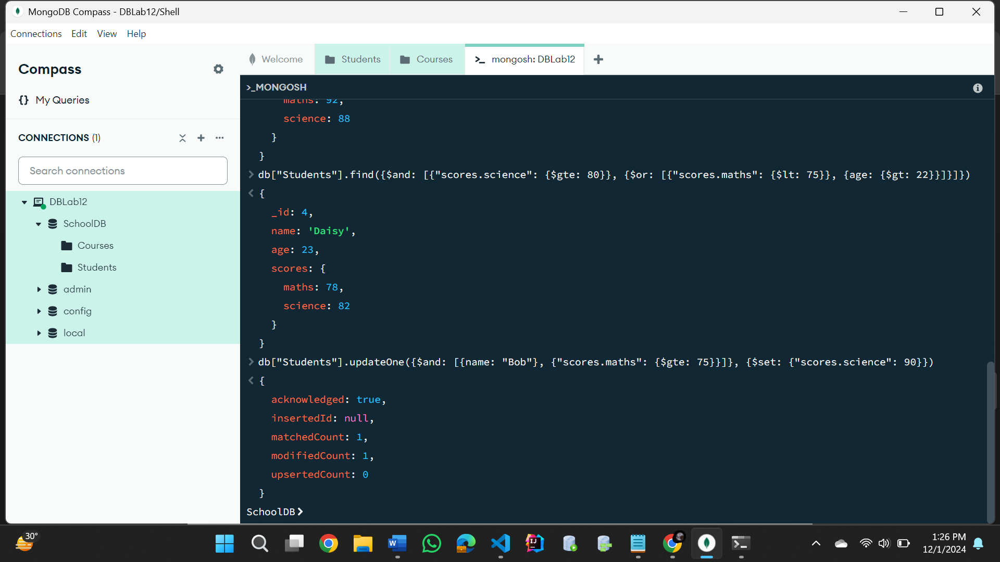 MongoDB Compass - DBLab12/Shell
Connections Edit View Help
Compass
{} My Queries
CONNECTIONS (1)
Search connections
DBLab12
SchoolDB
Courses
Students
admin
config
local
Welcome
Students
Courses
>_ mongosh: DBLab12
>_MONGOSH
maths: 92,
science: 88
}
}
> db["Students"].find({$and: [{"scores.science": {$gte: 80}}, {$or: [{"scores.maths": {$lt: 75}}, {age: {$gt: 22}}]}]})
< {
_id: 4,
name: 'Daisy',
age: 23,
scores: {
maths: 78,
science: 82
}
}
> db["Students"].updateOne({$and: [{name: "Bob"}, {"scores.maths": {$gte: 75}}]}, {$set: {"scores.science": 90}})
< {
acknowledged: true,
insertedId: null,
matchedCount: 1,
modifiedCount: 1,
upsertedCount: 0
}
SchoolDB>
30°
1:26 PM
12/1/2024